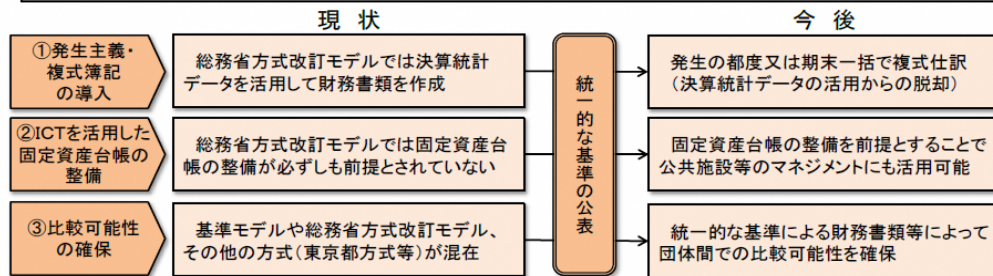 現 状
今 後
①発生主義・
複式簿記
の導入
総務省方式改訂モデルでは決算統計
データを活用して財務書類を作成
発生の都度又は期末一括で複式仕訳
(決算統計データの活用からの脱却)
②ICTを活用した
固定資産台帳の
整備
総務省方式改訂モデルでは固定資産台
帳の整備が必ずしも前提とされていない
固定資産台帳の整備を前提とすることで
公共施設等のマネジメントにも活用可能
③比較可能性
の確保
基準モデルや総務省方式改訂モデル、
その他の方式(東京都方式等)が混在
統一的な基準による財務書類等によって
団体間での比較可能性を確保
統一的な基準の公表